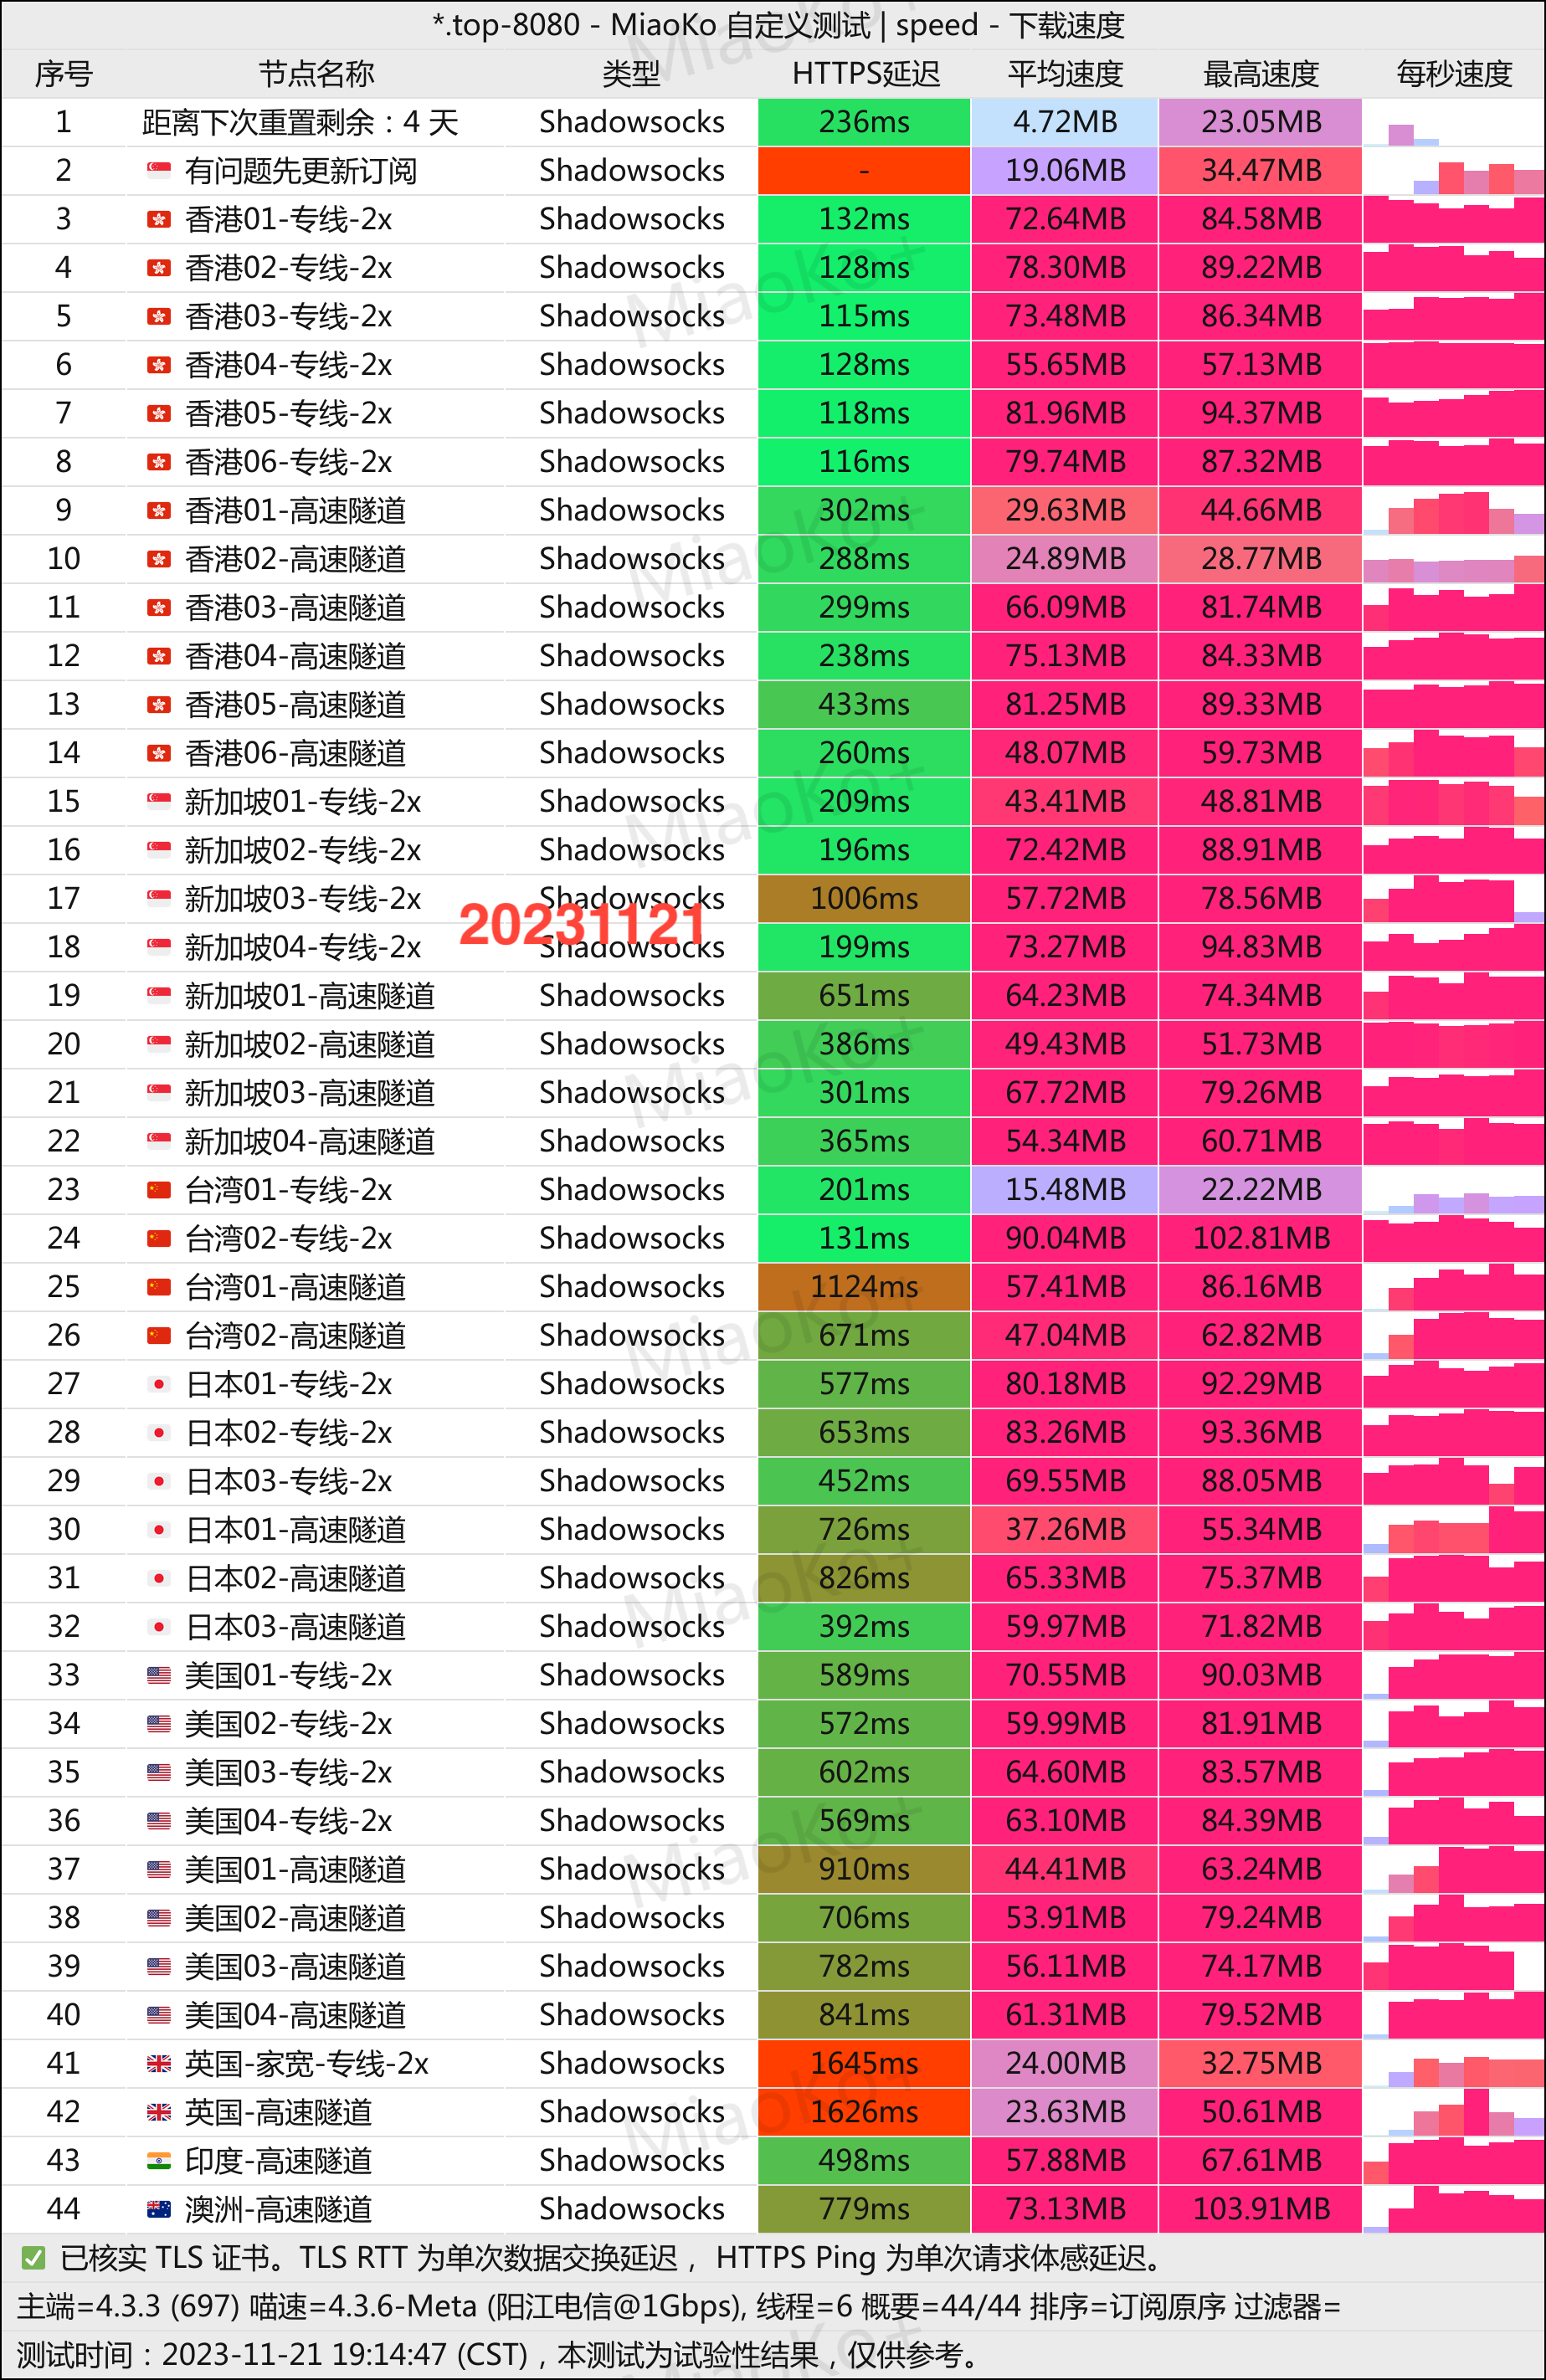 *.top-8080 - MiaoKo 自定义测试 | speed - 下载速度
序号 节点名称 类型 HTTPS延迟 平均速度 最高速度 每秒速度
1 距离下次重置剩余：4 天 Shadowsocks 236ms 4.72MB 23.05MB
2 有问题先更新订阅 Shadowsocks - 19.06MB 34.47MB
3 香港01-专线-2x Shadowsocks 132ms 72.64MB 84.58MB
4 香港02-专线-2x Shadowsocks 128ms 78.30MB 89.22MB
5 香港03-专线-2x Shadowsocks 115ms 73.48MB 86.34MB
6 香港04-专线-2x Shadowsocks 128ms 55.65MB 57.13MB
7 香港05-专线-2x Shadowsocks 118ms 81.96MB 94.37MB
8 香港06-专线-2x Shadowsocks 116ms 79.74MB 87.32MB
9 香港01-高速隧道 Shadowsocks 302ms 29.63MB 44.66MB
10 香港02-高速隧道 Shadowsocks 288ms 24.89MB 28.77MB
11 香港03-高速隧道 Shadowsocks 299ms 66.09MB 81.74MB
12 香港04-高速隧道 Shadowsocks 238ms 75.13MB 84.33MB
13 香港05-高速隧道 Shadowsocks 433ms 81.25MB 89.33MB
14 香港06-高速隧道 Shadowsocks 260ms 48.07MB 59.73MB
15 新加坡01-专线-2x Shadowsocks 209ms 43.41MB 48.81MB
16 新加坡02-专线-2x Shadowsocks 196ms 72.42MB 88.91MB
17 新加坡03-专线-2x Shadowsocks 1006ms 57.72MB 78.56MB
20231121
18 新加坡04-专线-2x Shadowsocks 199ms 73.27MB 94.83MB
19 新加坡01-高速隧道 Shadowsocks 651ms 64.23MB 74.34MB
20 新加坡02-高速隧道 Shadowsocks 386ms 49.43MB 51.73MB
21 新加坡03-高速隧道 Shadowsocks 301ms 67.72MB 79.26MB
22 新加坡04-高速隧道 Shadowsocks 365ms 54.34MB 60.71MB
23 台湾01-专线-2x Shadowsocks 201ms 15.48MB 22.22MB
24 台湾02-专线-2x Shadowsocks 131ms 90.04MB 102.81MB
25 台湾01-高速隧道 Shadowsocks 1124ms 57.41MB 86.16MB
26 台湾02-高速隧道 Shadowsocks 671ms 47.04MB 62.82MB
27 日本01-专线-2x Shadowsocks 577ms 80.18MB 92.29MB
28 日本02-专线-2x Shadowsocks 653ms 83.26MB 93.36MB
29 日本03-专线-2x Shadowsocks 452ms 69.55MB 88.05MB
30 日本01-高速隧道 Shadowsocks 726ms 37.26MB 55.34MB
31 日本02-高速隧道 Shadowsocks 826ms 65.33MB 75.37MB
32 日本03-高速隧道 Shadowsocks 392ms 59.97MB 71.82MB
33 美国01-专线-2x Shadowsocks 589ms 70.55MB 90.03MB
34 美国02-专线-2x Shadowsocks 572ms 59.99MB 81.91MB
35 美国03-专线-2x Shadowsocks 602ms 64.60MB 83.57MB
36 美国04-专线-2x Shadowsocks 569ms 63.10MB 84.39MB
37 美国01-高速隧道 Shadowsocks 910ms 44.41MB 63.24MB
38 美国02-高速隧道 Shadowsocks 706ms 53.91MB 79.24MB
39 美国03-高速隧道 Shadowsocks 782ms 56.11MB 74.17MB
40 美国04-高速隧道 Shadowsocks 841ms 61.31MB 79.52MB
41 英国-家宽-专线-2x Shadowsocks 1645ms 24.00MB 32.75MB
42 英国-高速隧道 Shadowsocks 1626ms 23.63MB 50.61MB
43 印度-高速隧道 Shadowsocks 498ms 57.88MB 67.61MB
44 澳洲-高速隧道 Shadowsocks 779ms 73.13MB 103.91MB
✅ 已核实 TLS 证书。TLS RTT 为单次数据交换延迟，HTTPS Ping 为单次请求体感延迟。
主端=4.3.3 (697) 喵速=4.3.6-Meta (阳江电信@1Gbps), 线程=6 概要=44/44 排序=订阅原序 过滤器=
测试时间：2023-11-21 19:14:47 (CST)，本测试为试验性结果，仅供参考。